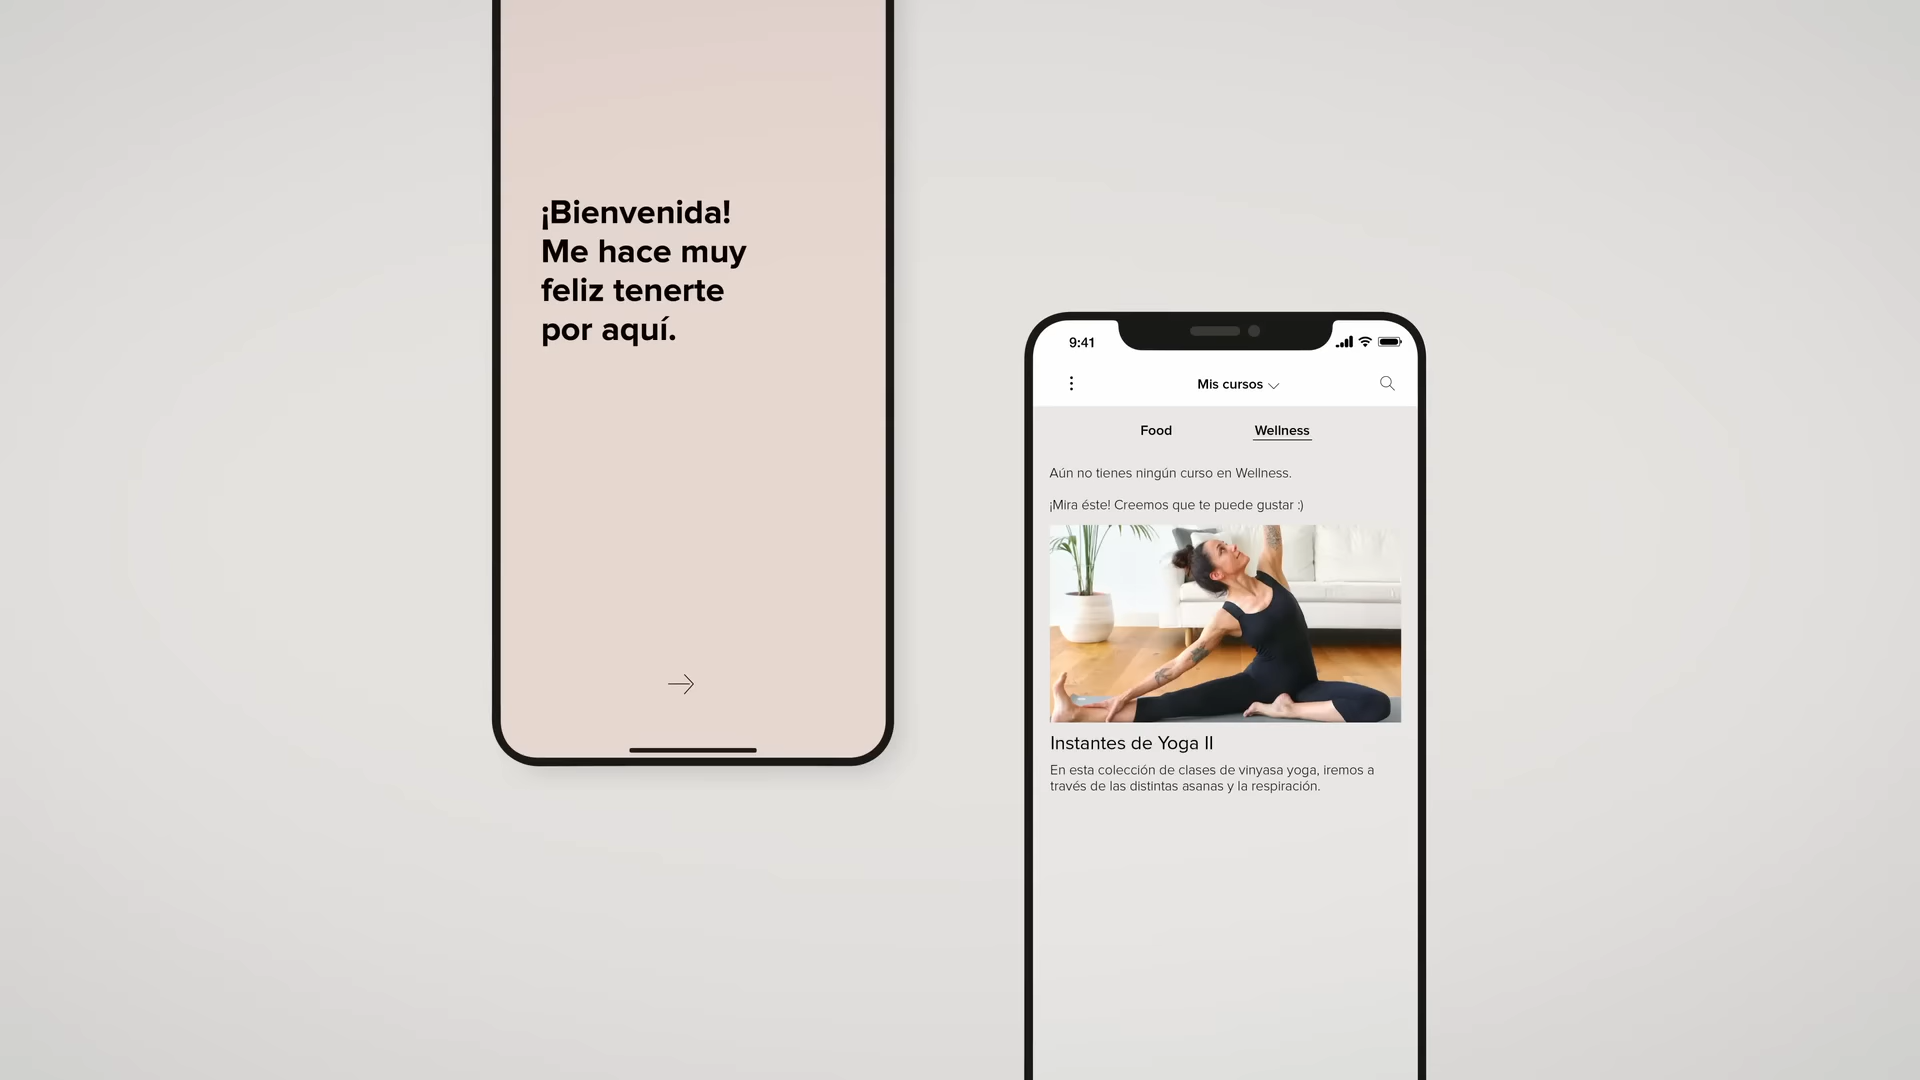 ¡Bienvenida!
Me hace muy
feliz tenerte
por aquí.
9:41
Mis cursos
Food
Wellness
Aún no tienes ningún curso en Wellness.
¡Mira éste! Creemos que te puede gustar :)
Instantes de Yoga II
En esta colección de clases de vinyasa yoga, iremos a
través de las distintas asanas y la respiración.